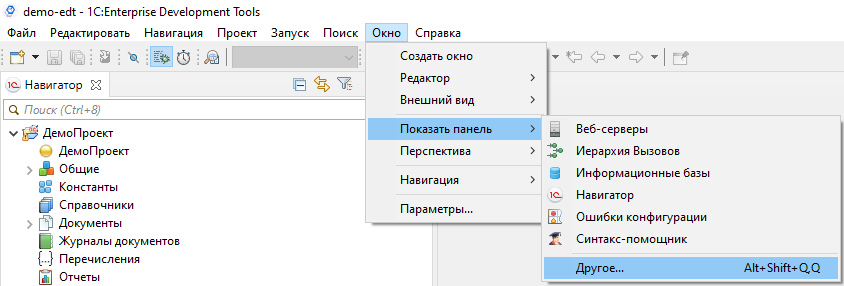 demo-edt - 1C:Enterprise Development Tools
Файл Редактировать Навигация Проект Запуск Поиск Окно Справка
Навигатор
Поиск (Ctrl+8)
ДемоПроект
ДемоПроект
Общие
Константы
Справочники
Документы
Журналы документов
Перечисления
Отчеты
Создать окно
Редактор
Внешний вид
Показать панель
Перспектива
Навигация
Параметры...
Веб-серверы
Иерархия Вызовов
Информационные базы
Навигатор
Ошибки конфигурации
Синтакс-помощник
Другое... Alt+Shift+Q,Q